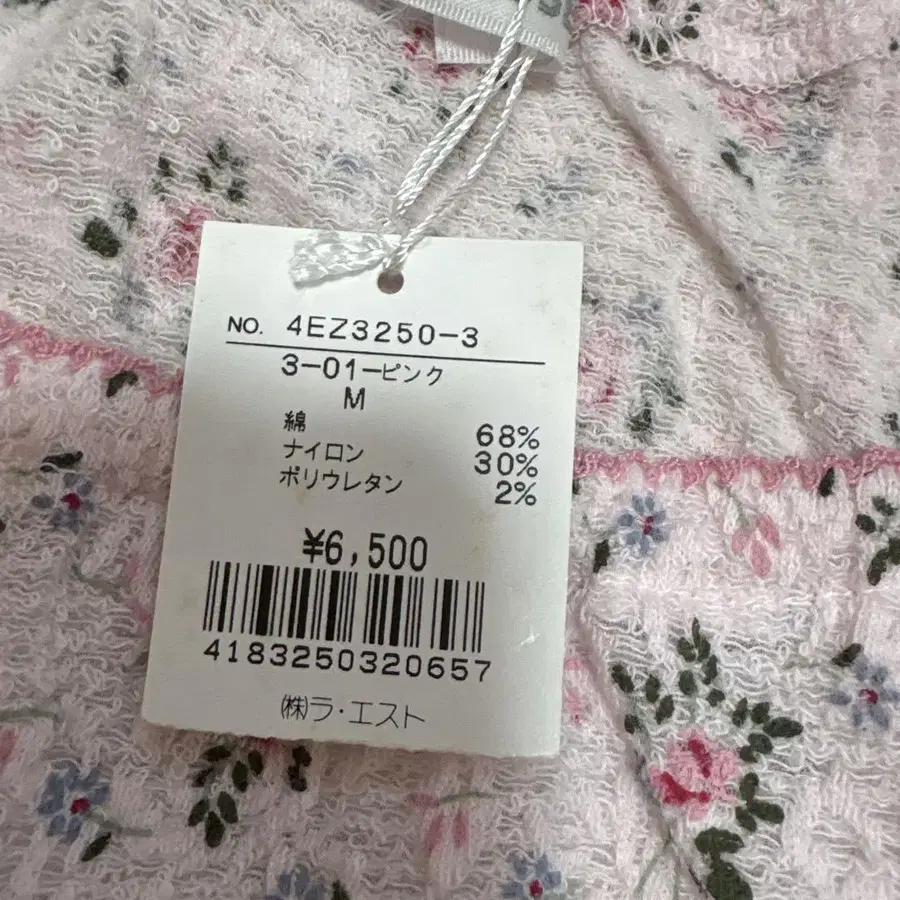 NO. 4EZ3250-3
3-01-ピンク
M
綿 68%
ナイロン 30%
ポリウレタン 2%
¥6,500
4183250320657
㈱ラ・エスト